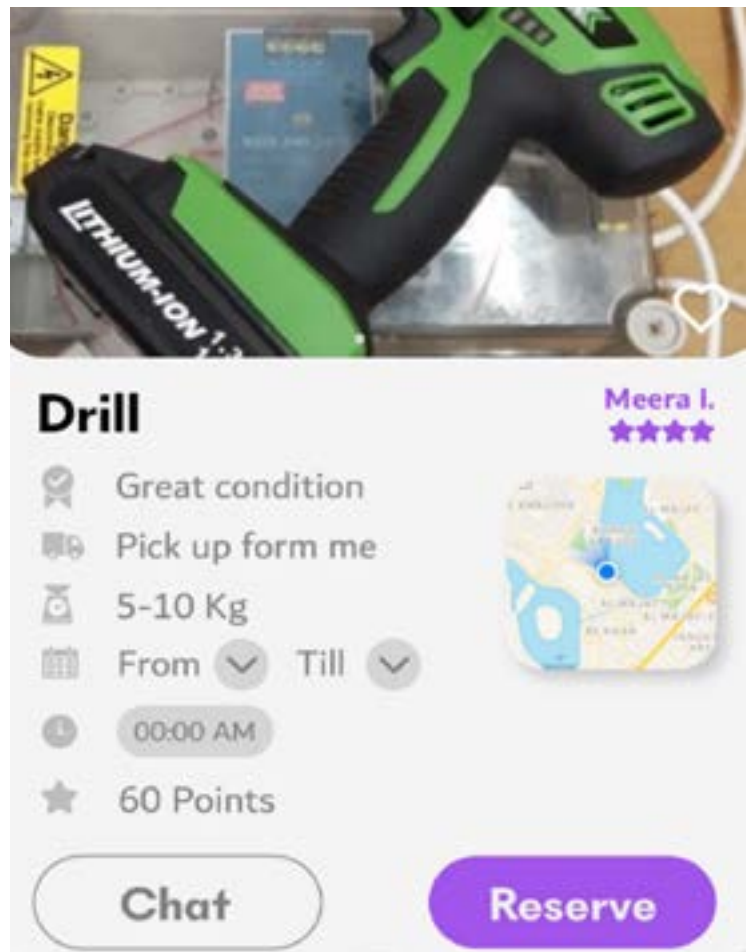 Danger
LITHIUM-ION
Drill
Meera I.
Great condition
Pick up form me
5-10 Kg
From
Till
00:00 AM
60 Points
Chat
Reserve